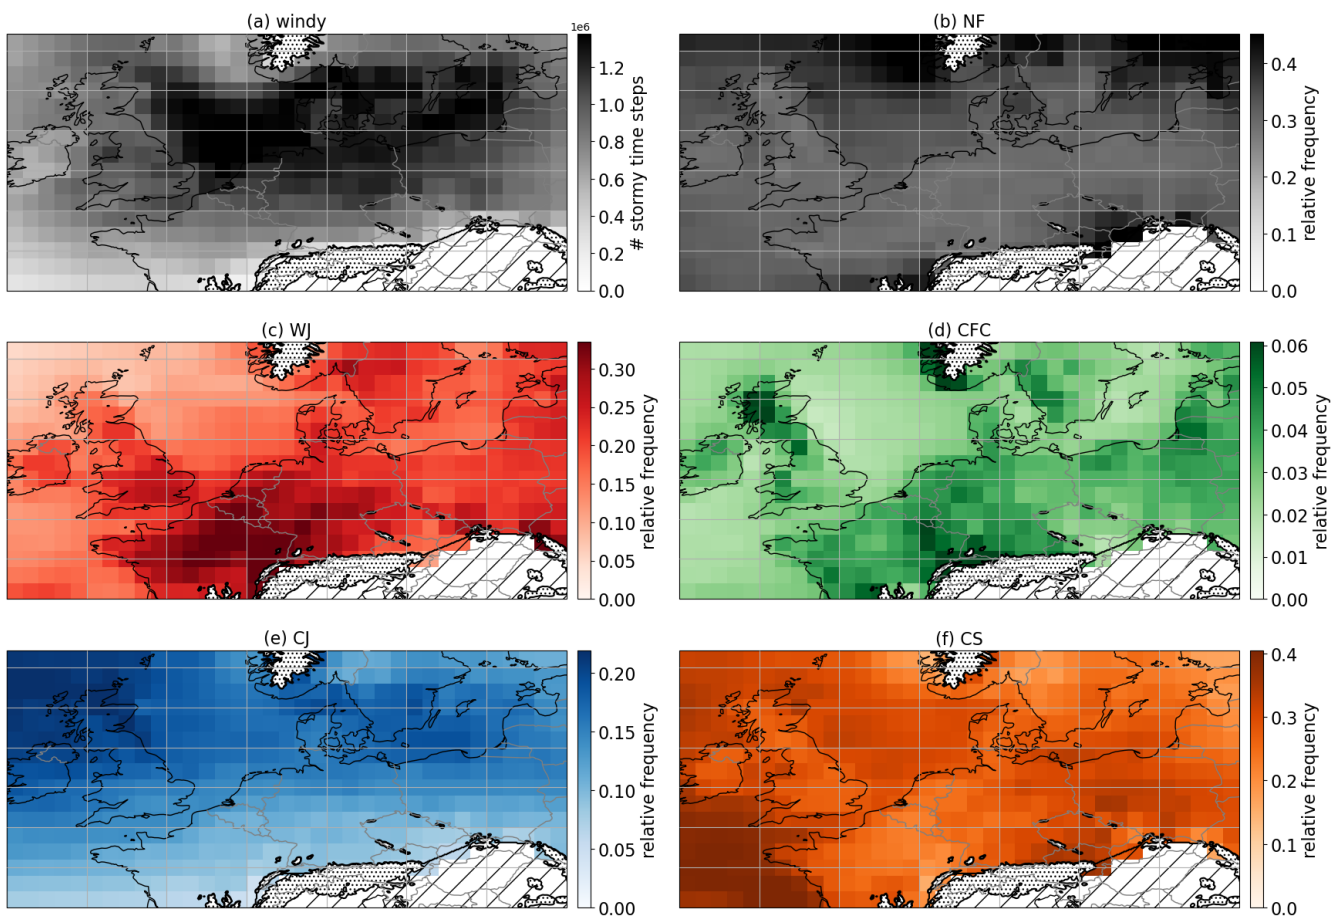 (a) windy
1e6
1.2
1.0
0.8
0.6
0.4
0.2
0.0
# stormy time steps
(b) NF
0.4
0.3
0.2
0.1
relative frequency
(c) WJ
0.30
0.25
0.20
0.15
0.10
0.05
0.00
relative frequency
(d) CFC
0.06
0.05
0.04
0.03
0.02
0.01
0.00
relative frequency
(e) CJ
0.20
0.15
0.10
0.05
0.00
relative frequency
(f) CS
0.4
0.3
0.2
0.1
0.0
relative frequency